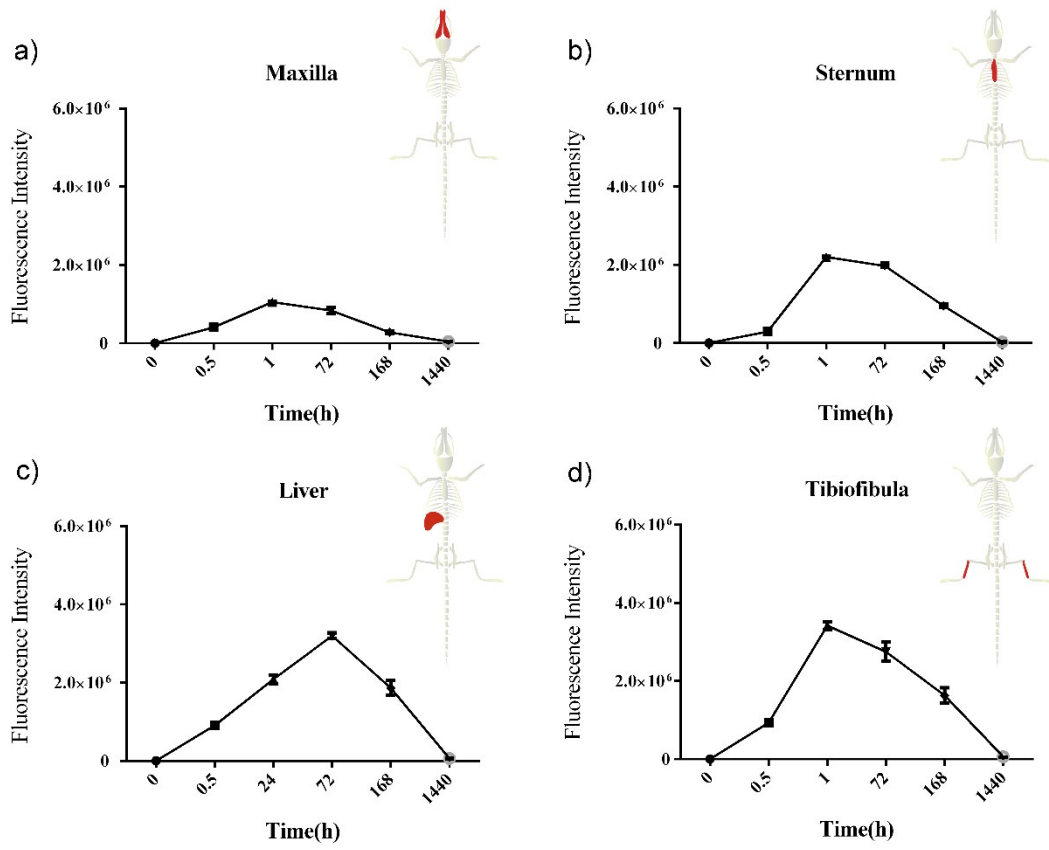 a)
Maxilla
Fluorescence Intensity
6.0×10⁶
4.0×10⁶
2.0×10⁶
0
0 0.5 1 72 168 1440
Time(h)
b)
Sternum
Fluorescence Intensity
6.0×10⁶
4.0×10⁶
2.0×10⁶
0
0 0.5 1 72 168 1440
Time(h)
c)
Liver
Fluorescence Intensity
6.0×10⁶
4.0×10⁶
2.0×10⁶
0
0 0.5 24 72 168 1440
Time(h)
d)
Tibiofibula
Fluorescence Intensity
6.0×10⁶
4.0×10⁶
2.0×10⁶
0
0 0.5 1 72 168 1440
Time(h)